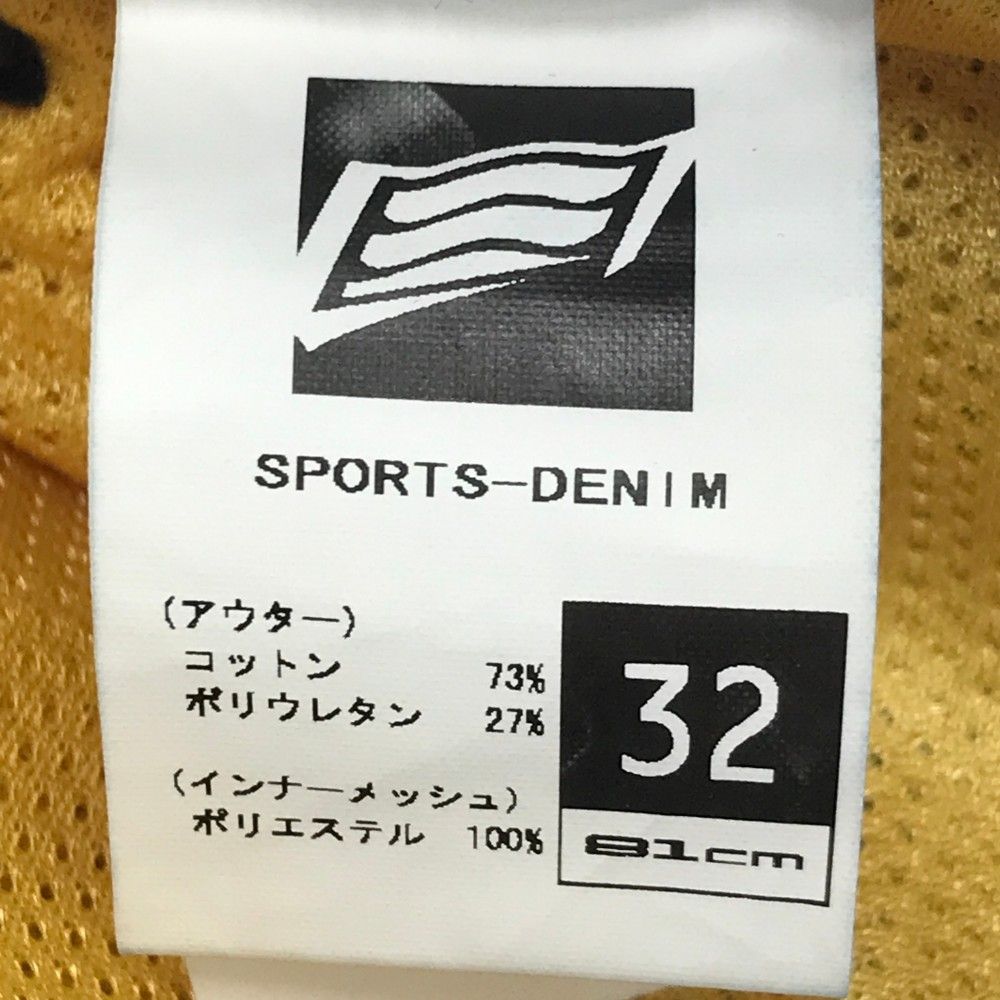 SPORTS-DENIM
(アウター)
コットン 73%
ポリウレタン 27%
(インナーメッシュ)
ポリエステル 100%
32
81cm